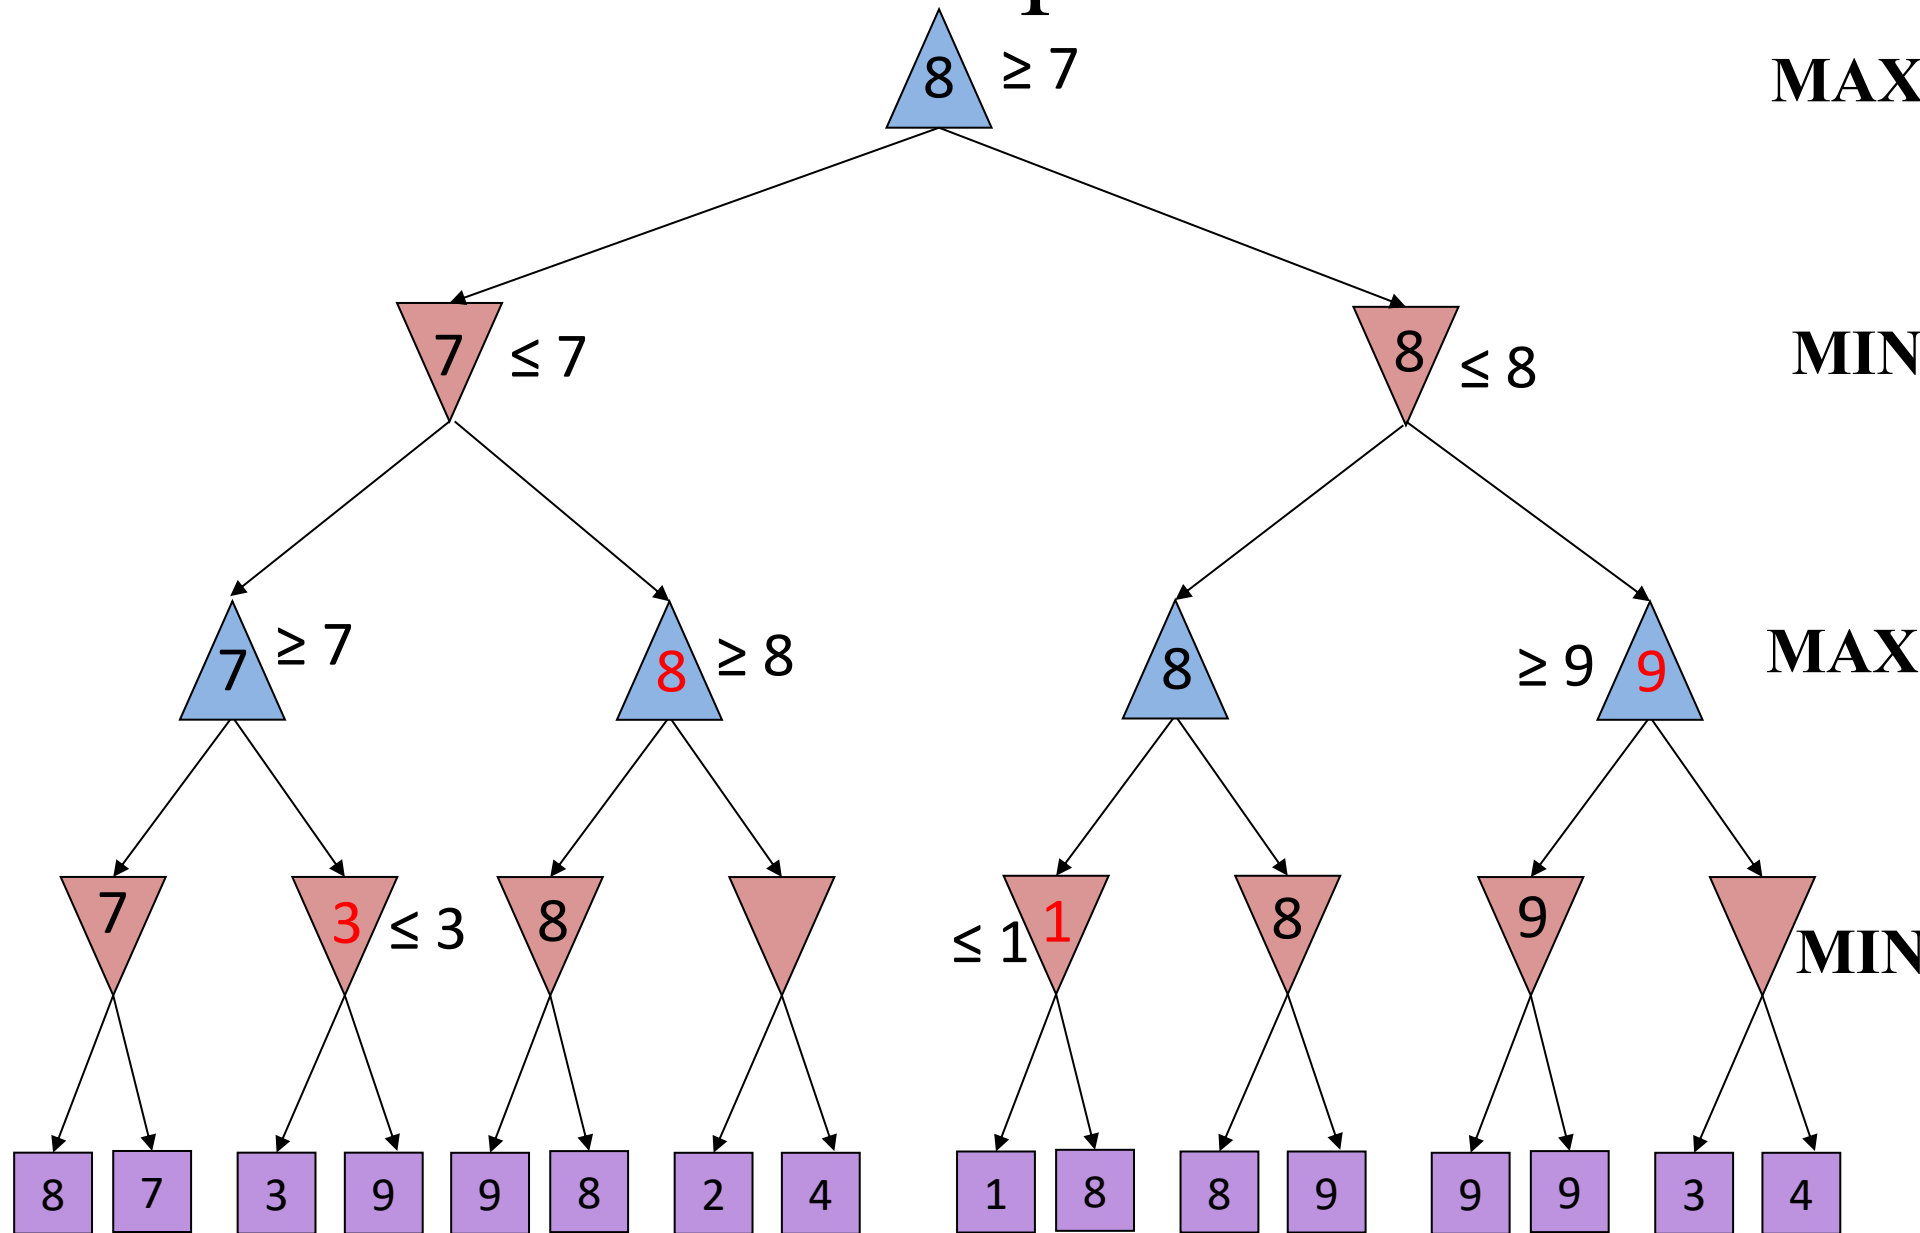 8 ≥ 7 MAX
7 ≤ 7 8 ≤ 8 MIN
7 ≥ 7 8 ≥ 8 8 ≥ 9 9 MAX
7 3 ≤ 3 8 ≤ 1 1 8 9 MIN
8 7 3 9 9 8 2 4 1 8 8 9 9 9 3 4